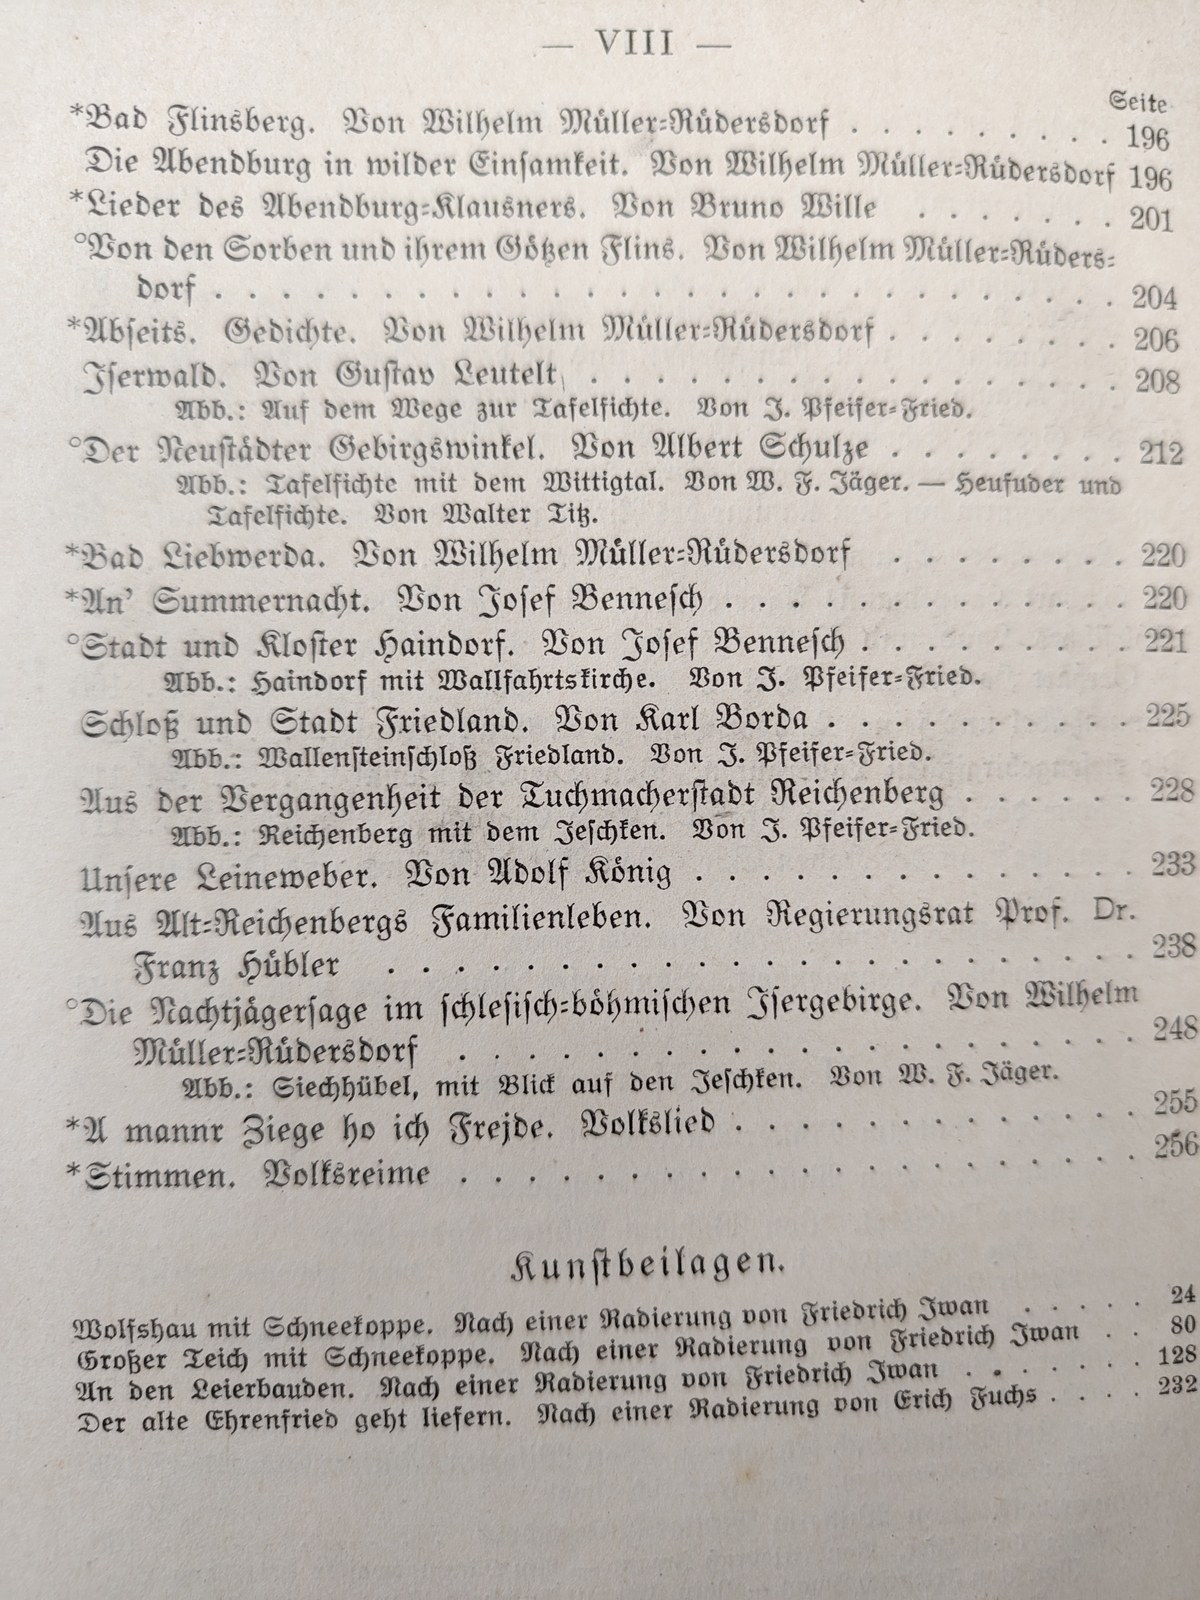 — VIII —
Seite
*Bad Flinsberg. Von Wilhelm Müller-Rüdersdorf . . . . . . . . . 196
Die Abendburg in wilder Einsamkeit. Von Wilhelm Müller-Rüdersdorf 196
*Lieder des Abendburg-Klausners. Von Bruno Wille . . . . . . . 201
°Von den Sorben und ihrem Götzen Flins. Von Wilhelm Müller-Rüders-
dorf . . . . . . . . . . . . . . . . . . . . . . . . 204
*Abseits. Gedichte. Von Wilhelm Müller-Rüdersdorf . . . . . . . . 206
Iserwald. Von Gustav Leutelt . . . . . . . . . . . . . . . . 208
Abb.: Auf dem Wege zur Tafelfichte. Von J. Pfeifer-Fried.
°Der Neustädter Gebirgswinkel. Von Albert Schulze . . . . . . . . 212
Abb.: Tafelfichte mit dem Wittigtal. Von W. F. Jäger. — Heufuder und
Tafelfichte. Von Walter Titz.
*Bad Liebwerda. Von Wilhelm Müller-Rüdersdorf . . . . . . . . 220
*An' Summernacht. Von Josef Bennesch . . . . . . . . . . . . . 220
°Stadt und Kloster Haindorf. Von Josef Bennesch . . . . . . . . . 221
Abb.: Haindorf mit Wallfahrtskirche. Von J. Pfeifer-Fried.
Schloß und Stadt Friedland. Von Karl Borda . . . . . . . . . . 225
Abb.: Wallensteinschloß Friedland. Von J. Pfeifer-Fried.
Aus der Vergangenheit der Tuchmacherstadt Reichenberg . . . . . . 228
Abb.: Reichenberg mit dem Jeschken. Von J. Pfeifer-Fried.
Unsere Leineweber. Von Adolf König . . . . . . . . . . . . . . 233
Aus Alt-Reichenbergs Familienleben. Von Regierungsrat Prof. Dr.
Franz Hübler . . . . . . . . . . . . . . . . . . . . . . 238
°Die Nachtjägersage im schlesisch-böhmischen Isergebirge. Von Wilhelm
Müller-Rüdersdorf . . . . . . . . . . . . . . . . . . . . 248
Abb.: Siechhübel, mit Blick auf den Jeschken. Von W. F. Jäger.
*A mannr Ziege ho ich Frejde. Volkslied . . . . . . . . . . . . 255
*Stimmen. Volksreime . . . . . . . . . . . . . . . . . . . . 256
Kunstbeilagen.
Wolfshau mit Schneekoppe. Nach einer Radierung von Friedrich Iwan . . . . . 24
Großer Teich mit Schneekoppe. Nach einer Radierung von Friedrich Iwan . . 80
An den Leierbauden. Nach einer Radierung von Friedrich Iwan . . . . . . . 128
Der alte Ehrenfried geht liefern. Nach einer Radierung von Erich Fuchs . . . . 232